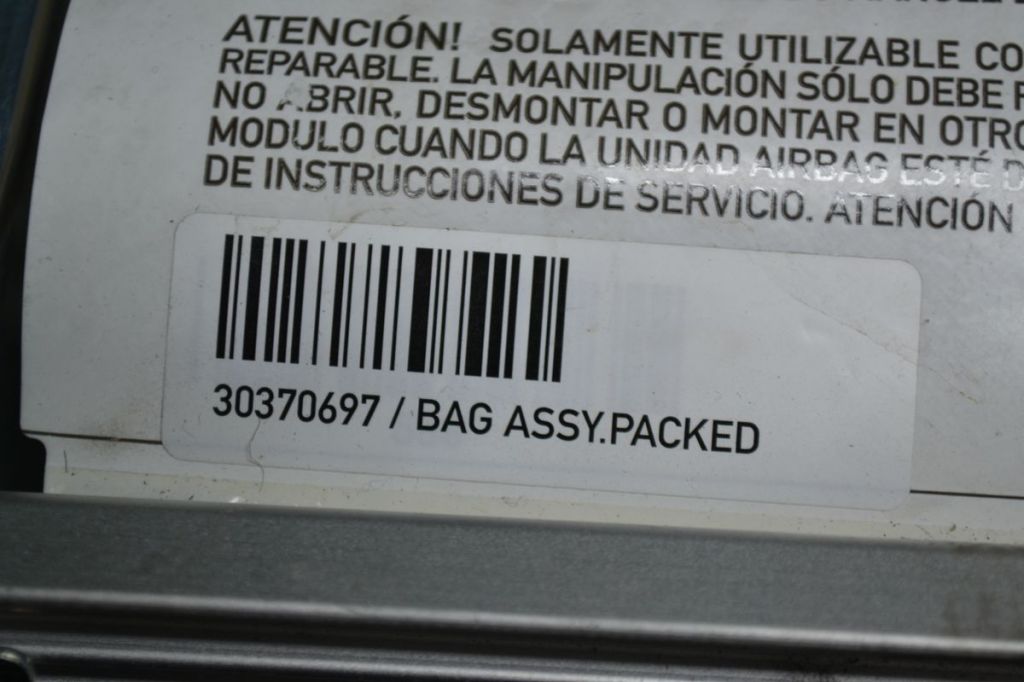 ATENCIÓN! SOLAMENTE UTILIZABLE
REPARABLE. LA MANIPULACIÓN SÓLO DEBE
NO ABRIR, DESMONTAR O MONTAR EN
MODULO CUANDO LA UNIDAD AIRBAG ESTÉ
DE INSTRUCCIONES DE SERVICIO. ATENCIÓN
30370697 / BAG ASSY.PACKED